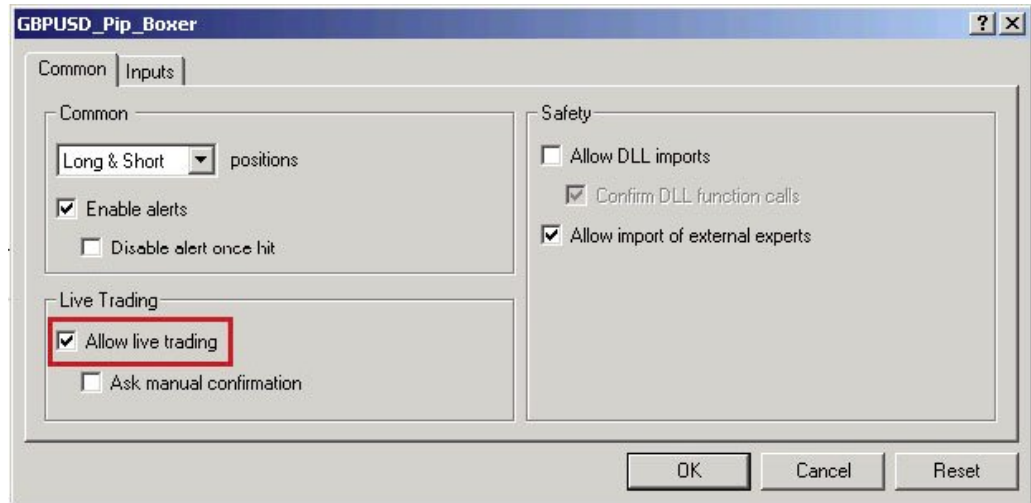 GBPUSD_Pip_Boxer
Common
Inputs
Common
Long & Short
positions
Enable alerts
Disable alert once hit
Live Trading
Allow live trading
Ask manual confirmation
Safety
Allow DLL imports
Confirm DLL function calls
Allow import of external experts
OK
Cancel
Reset